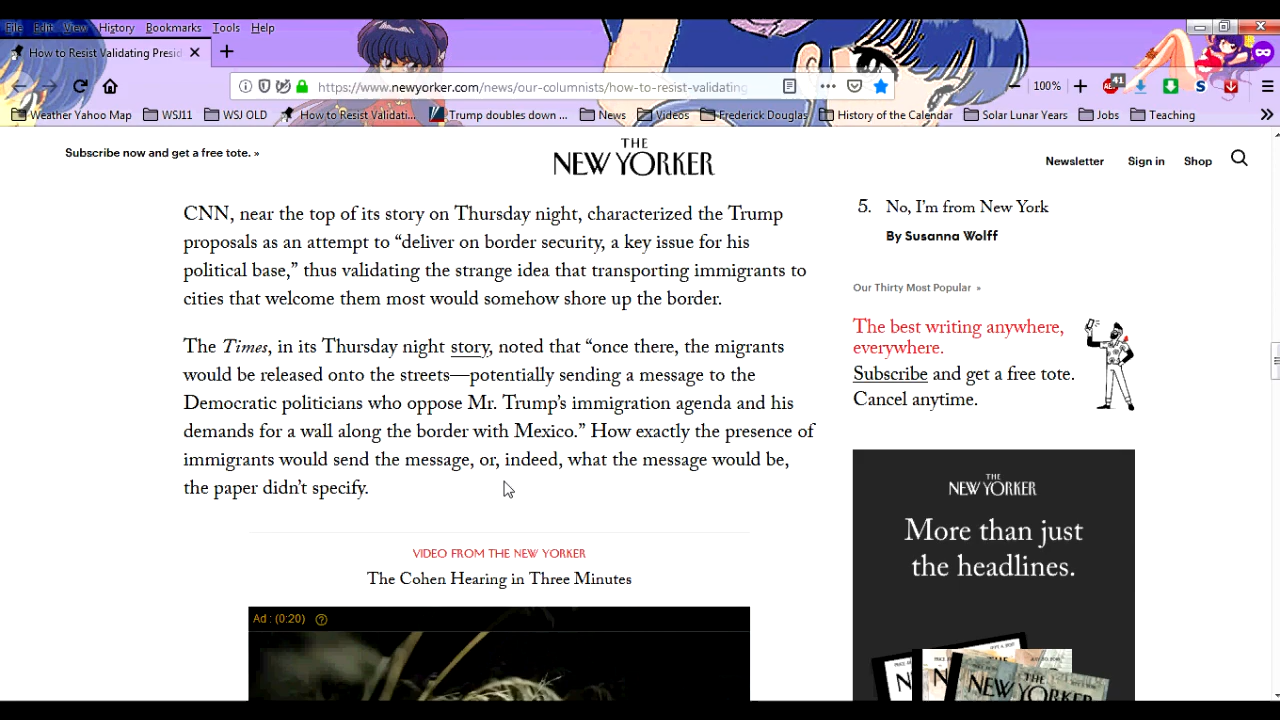 File Edit View History Bookmarks Tools Help
How to Resist Validating Presid
https://www.newyorker.com/news/our-columnists/how-to-resist-validating
100%
41
Weather Yahoo Map WSJ11 WSJ OLD How to Resist Validati... Trump doubles down ... News Videos Frederick Douglas History of the Calendar Solar Lunar Years Jobs Teaching
Subscribe now and get a free tote. »
THE
NEW YORKER
Newsletter Sign in Shop
CNN, near the top of its story on Thursday night, characterized the Trump
proposals as an attempt to “deliver on border security, a key issue for his
political base,” thus validating the strange idea that transporting immigrants to
cities that welcome them most would somehow shore up the border.
The Times, in its Thursday night story, noted that “once there, the migrants
would be released onto the streets—potentially sending a message to the
Democratic politicians who oppose Mr. Trump’s immigration agenda and his
demands for a wall along the border with Mexico.” How exactly the presence of
immigrants would send the message, or, indeed, what the message would be,
the paper didn’t specify.
VIDEO FROM THE NEW YORKER
The Cohen Hearing in Three Minutes
Ad : (0:20)
5. No, I’m from New York
By Susanna Wolff
Our Thirty Most Popular »
The best writing anywhere,
everywhere.
Subscribe and get a free tote.
Cancel anytime.
THE
NEW YORKER
More than just
the headlines.
THE
NEW YORKER